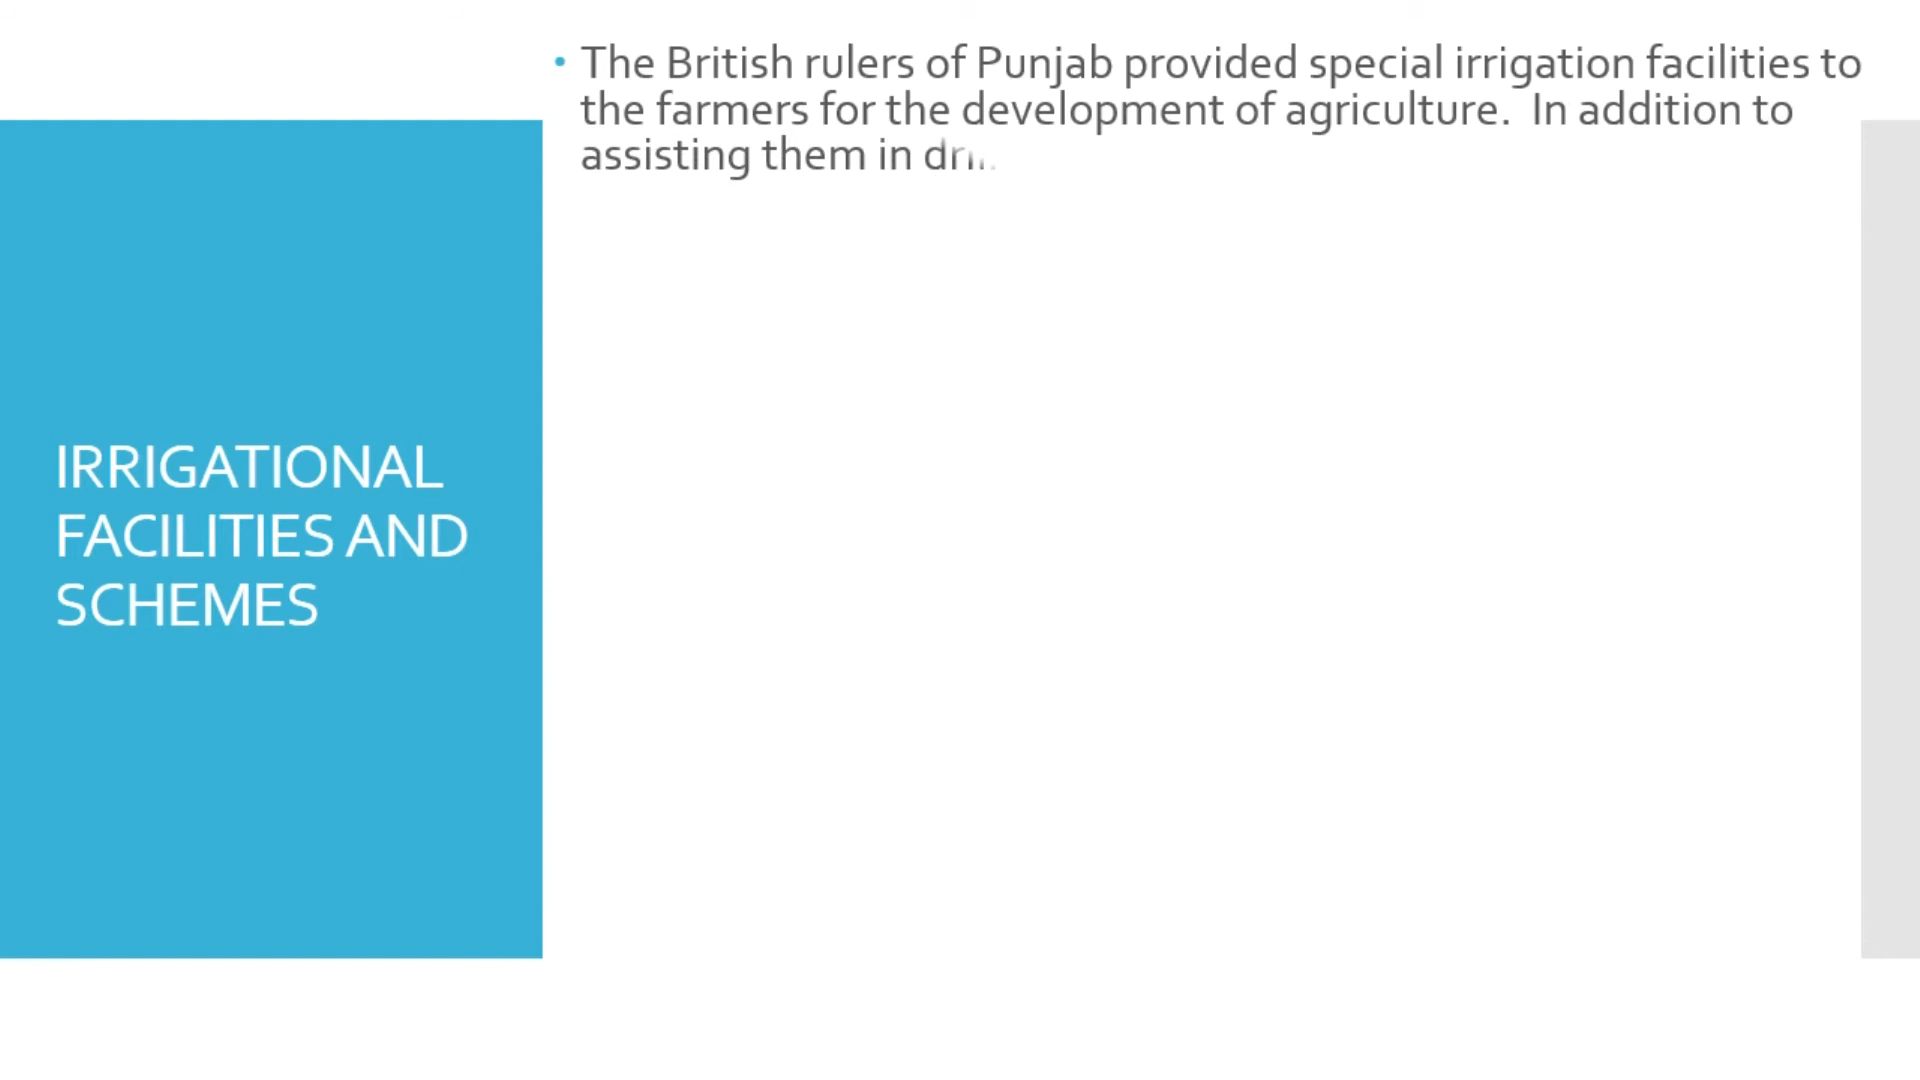 IRRIGATIONAL
FACILITIES AND
SCHEMES
• The British rulers of Punjab provided special irrigation facilities to
the farmers for the development of agriculture.  In addition to
assisting them in